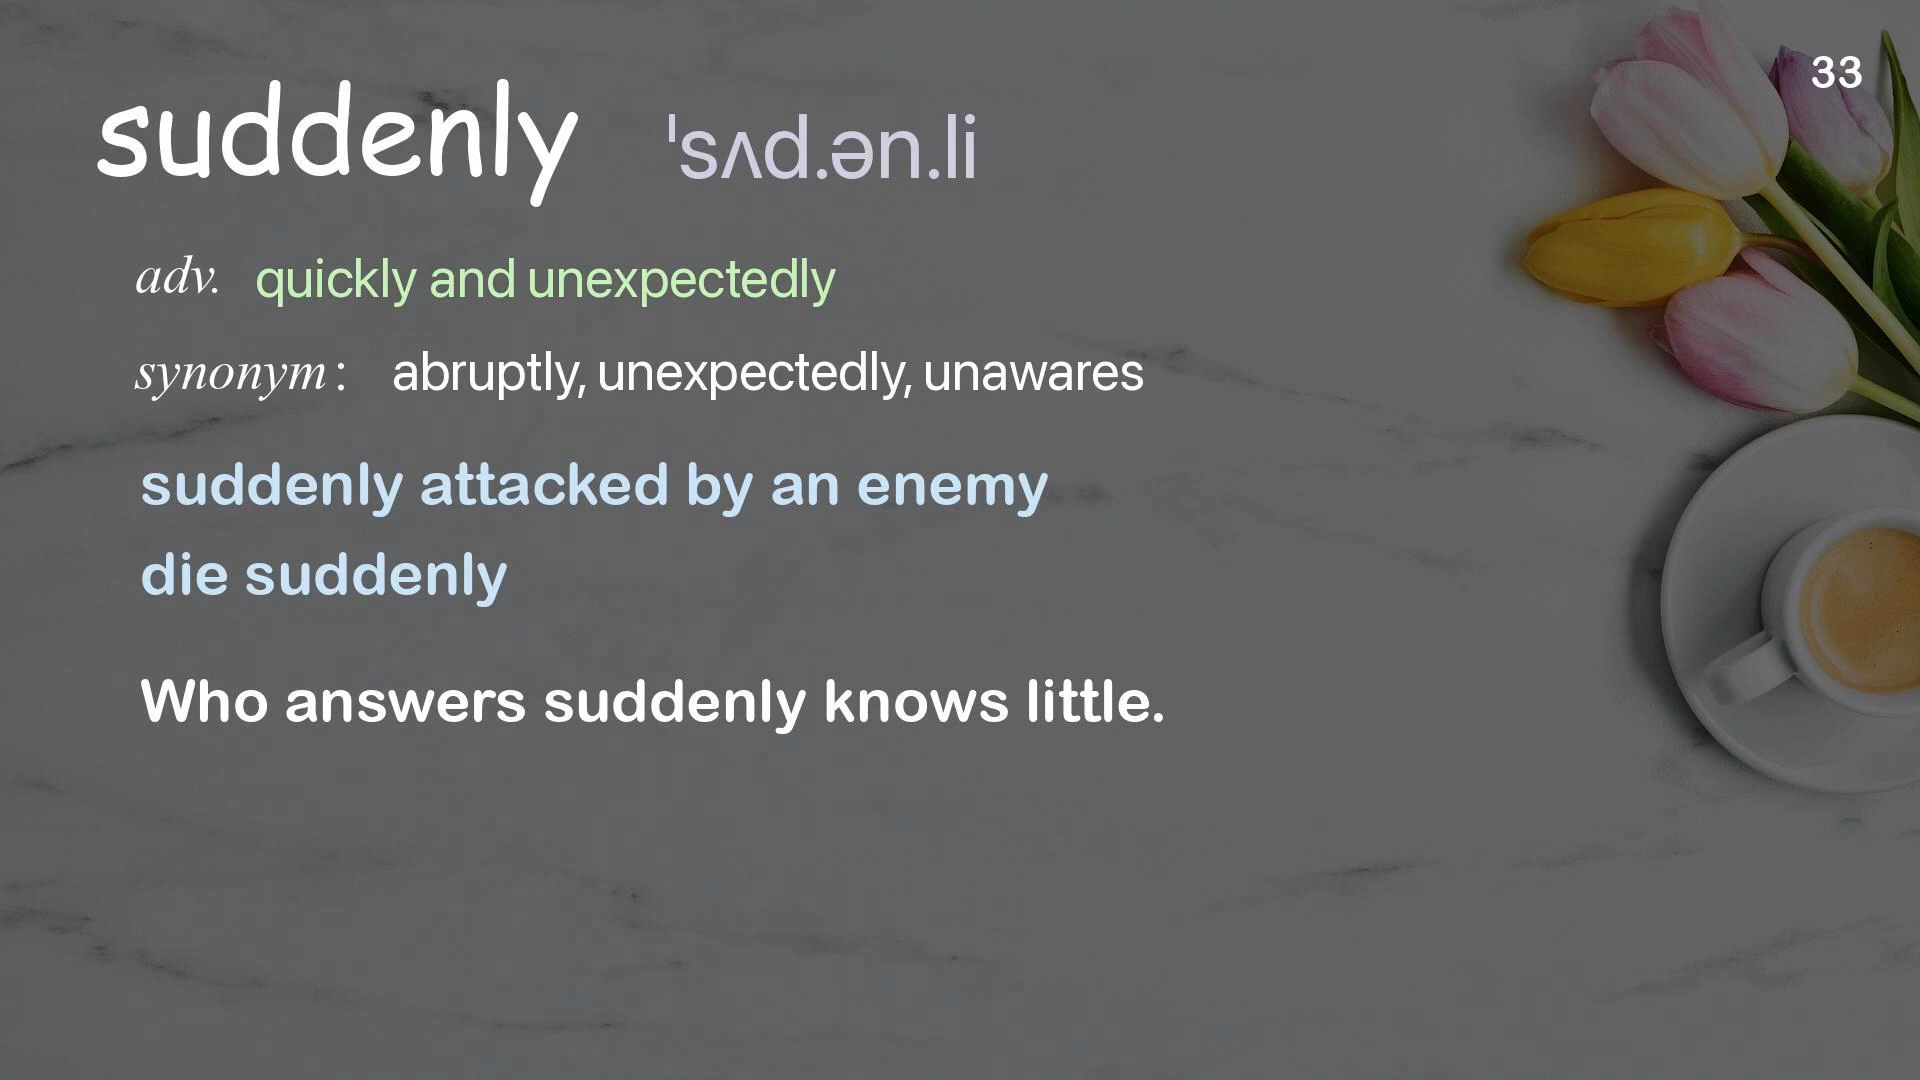 33
suddenly ˈsʌd.ən.li
adv. quickly and unexpectedly
synonym : abruptly, unexpectedly, unawares
suddenly attacked by an enemy
die suddenly
Who answers suddenly knows little.